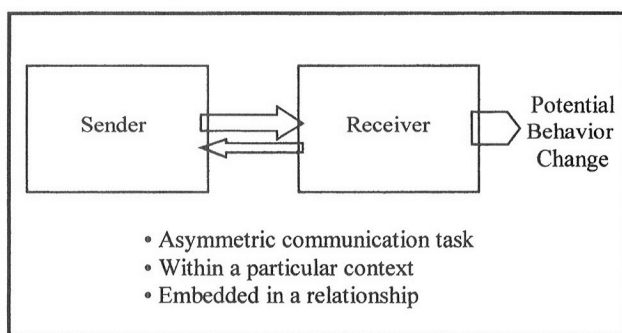 Sender
Receiver
Potential
Behavior
Change
• Asymmetric communication task
• Within a particular context
• Embedded in a relationship